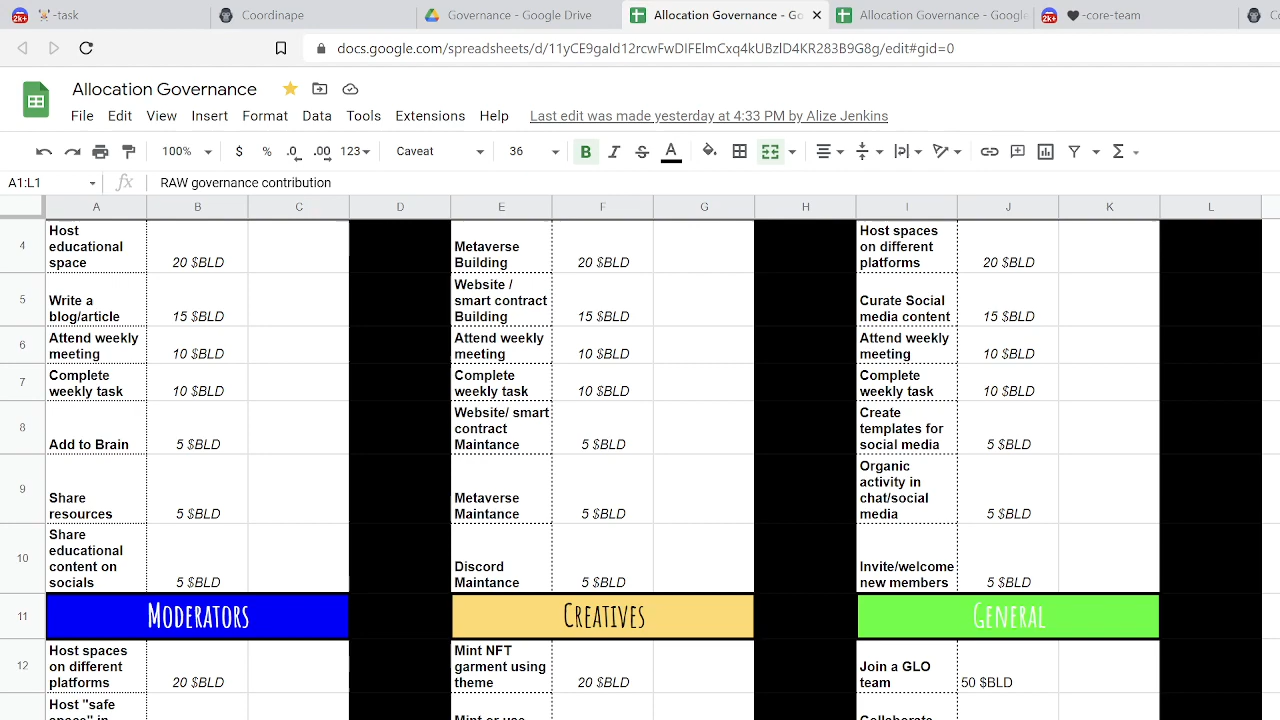 -task
Coordinape
Governance - Google Drive
Allocation Governance - Go
Allocation Governance - Google
-core-team
docs.google.com/spreadsheets/d/11yCE9gaId12rcwFwDIFEImCxq4kUBzlD4KR283B9G8g/edit#gid=0
Allocation Governance
File Edit View Insert Format Data Tools Extensions Help Last edit was made yesterday at 4:33 PM by Alize Jenkins
100% $ % .0 .00 123 Caveat 36 B I S A
A1:L1 fx RAW governance contribution
A B C D E F G H I J K L
4
Host
educational
space
20 $BLD
Metaverse
Building
20 $BLD
Host spaces
on different
platforms
20 $BLD
5
Write a
blog/article
15 $BLD
Website /
smart contract
Building
15 $BLD
Curate Social
media content
15 $BLD
6
Attend weekly
meeting
10 $BLD
Attend weekly
meeting
10 $BLD
Attend weekly
meeting
10 $BLD
7
Complete
weekly task
10 $BLD
Complete
weekly task
10 $BLD
Complete
weekly task
10 $BLD
8
Add to Brain
5 $BLD
Website/ smart
contract
Maintance
5 $BLD
Create
templates for
social media
5 $BLD
9
Share
resources
5 $BLD
Metaverse
Maintance
5 $BLD
Organic
activity in
chat/social
media
5 $BLD
10
Share
educational
content on
socials
5 $BLD
Discord
Maintance
5 $BLD
Invite/welcome
new members
5 $BLD
11
MODERATORS
CREATIVES
GENERAL
12
Host spaces
on different
platforms
20 $BLD
Mint NFT
garment using
theme
20 $BLD
Join a GLO
team
50 $BLD
Host "safe
space" in
Mint or use
Collaborate